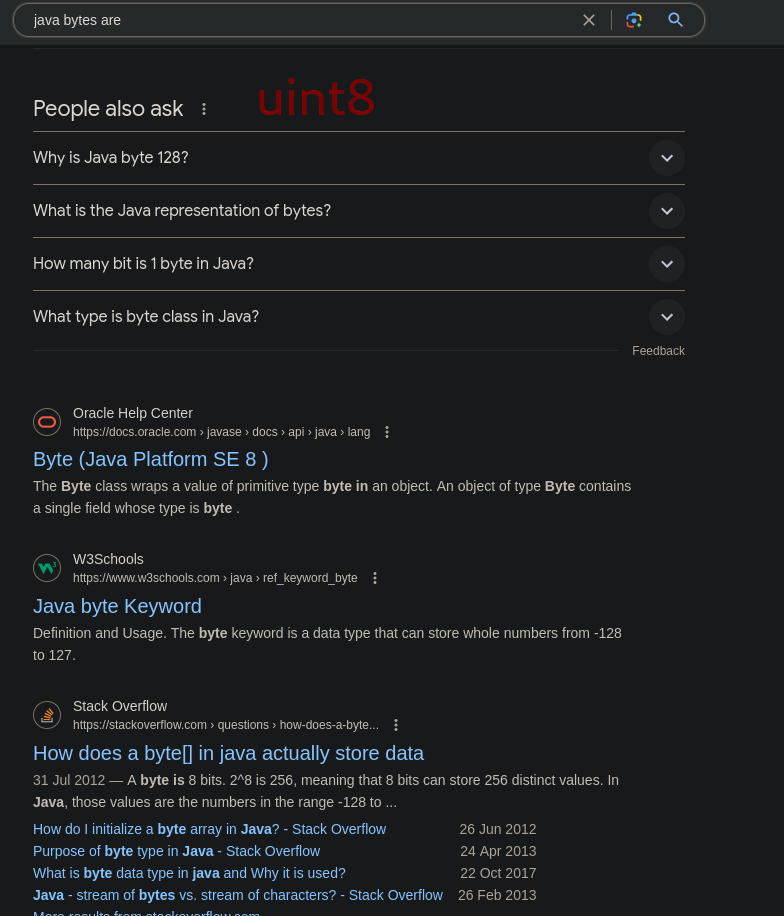 java bytes are
uint8
People also ask
Why is Java byte 128?
What is the Java representation of bytes?
How many bit is 1 byte in Java?
What type is byte class in Java?
Feedback
Oracle Help Center
https://docs.oracle.com › javase › docs › api › java › lang
Byte (Java Platform SE 8 )
The Byte class wraps a value of primitive type byte in an object. An object of type Byte contains
a single field whose type is byte .
W3Schools
https://www.w3schools.com › java › ref_keyword_byte
Java byte Keyword
Definition and Usage. The byte keyword is a data type that can store whole numbers from -128
to 127.
Stack Overflow
https://stackoverflow.com › questions › how-does-a-byte...
How does a byte[] in java actually store data
31 Jul 2012 — A byte is 8 bits. 2^8 is 256, meaning that 8 bits can store 256 distinct values. In
Java, those values are the numbers in the range -128 to ...
How do I initialize a byte array in Java? - Stack Overflow 26 Jun 2012
Purpose of byte type in Java - Stack Overflow 24 Apr 2013
What is byte data type in java and Why it is used? 22 Oct 2017
Java - stream of bytes vs. stream of characters? - Stack Overflow 26 Feb 2013
More results from stackoverflow.com